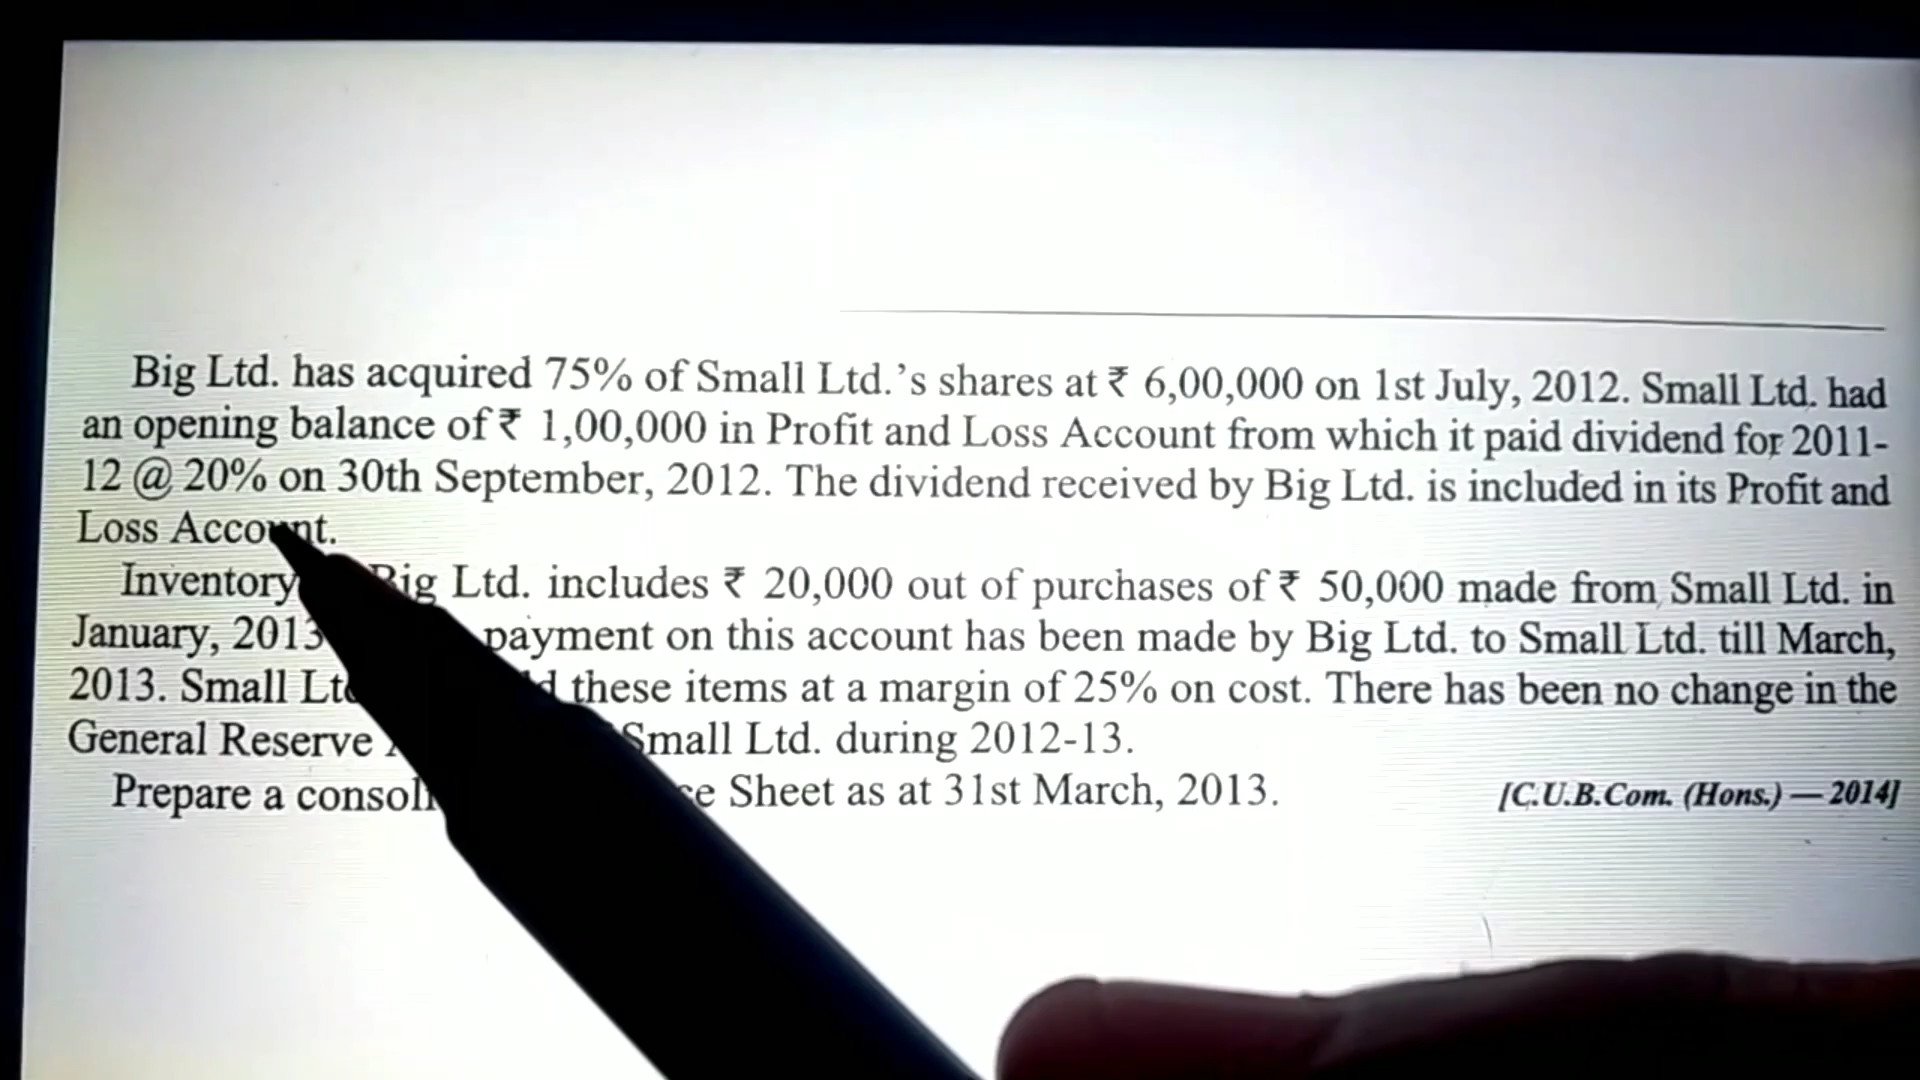 Big Ltd. has acquired 75% of Small Ltd.'s shares at ₹ 6,00,000 on 1st July, 2012. Small Ltd. had
an opening balance of ₹ 1,00,000 in Profit and Loss Account from which it paid dividend for 2011-
12 @ 20% on 30th September, 2012. The dividend received by Big Ltd. is included in its Profit and
Loss Account.
Inventory Big Ltd. includes ₹ 20,000 out of purchases of ₹ 50,000 made from Small Ltd. in
January, 2013 payment on this account has been made by Big Ltd. to Small Ltd. till March,
2013. Small these items at a margin of 25% on cost. There has been no change in the
General Reserve Small Ltd. during 2012-13.
Prepare a Sheet as at 31st March, 2013. [C.U.B.Com. (Hons.) — 2014]